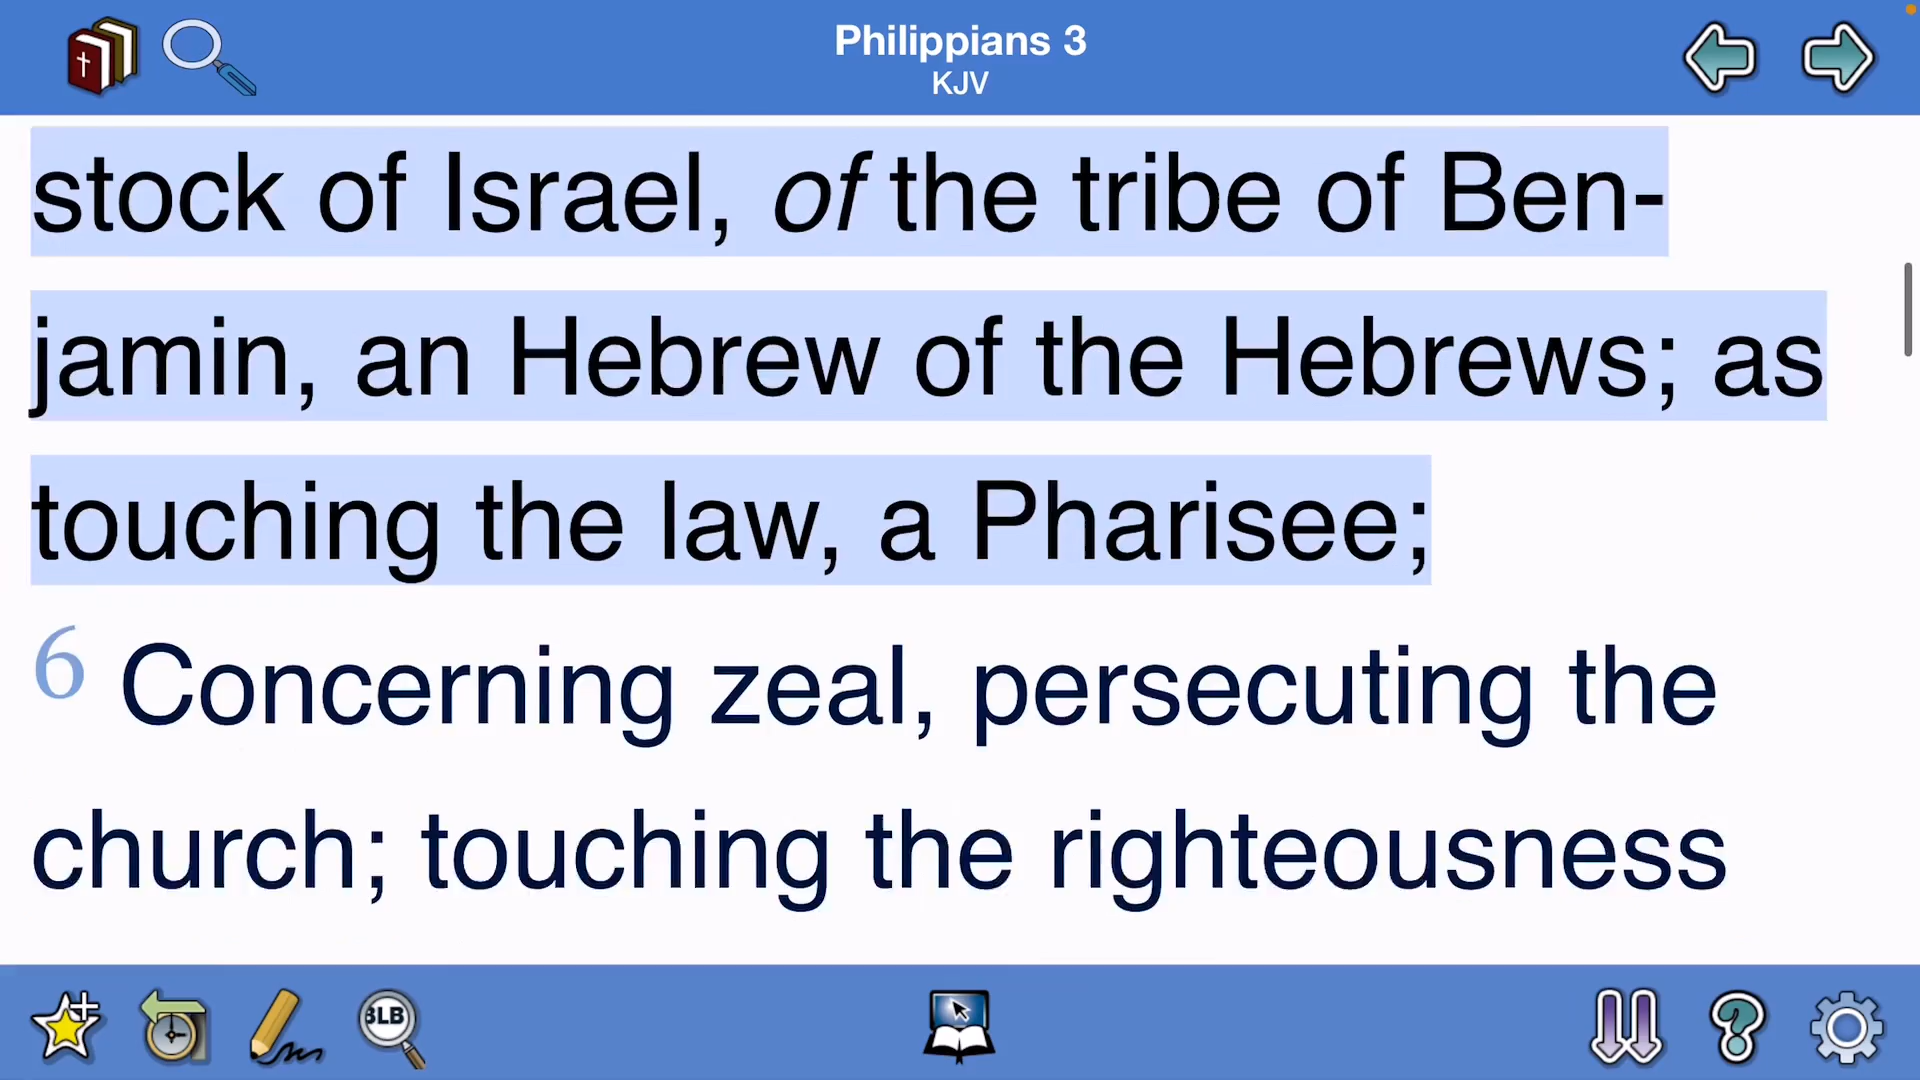 Philippians 3
KJV
stock of Israel, of the tribe of Ben-
jamin, an Hebrew of the Hebrews; as
touching the law, a Pharisee;
6 Concerning zeal, persecuting the
church; touching the righteousness
BLB